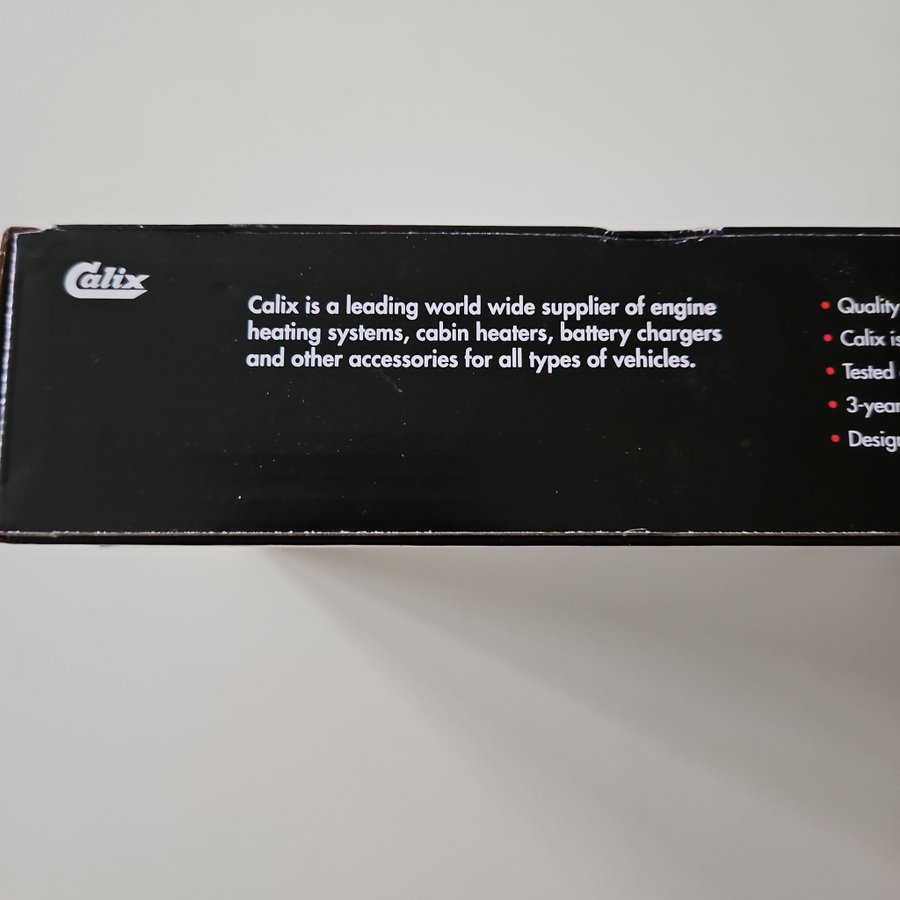 Calix
Calix is a leading world wide supplier of engine
heating systems, cabin heaters, battery chargers
and other accessories for all types of vehicles.
• Quality
• Calix is
• Tested
• 3-year